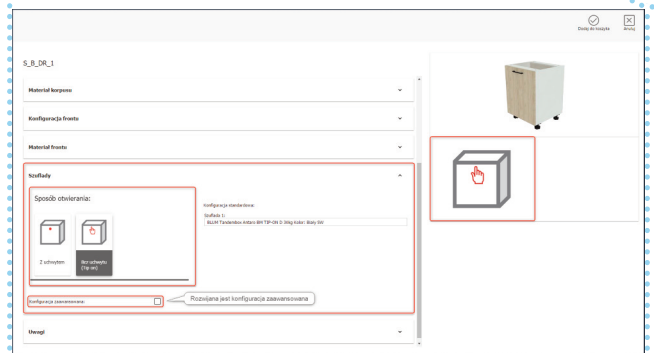 Dodaj do koszyka
Anuluj
S_B_DR_1
Materiał korpusu
Konfiguracja frontu
Materiał frontu
Szuflady
Sposób otwierania:
Z uchwytem
Bez uchwytu
(Tip on)
Konfiguracja standardowa:
Szuflada 1:
BLUM Tandembox Antaro BM TIP-ON D 30kg Kolor: Biały SW
Konfiguracja zaawansowana:
Rozwijana jest konfiguracja zaawansowana
Uwagi